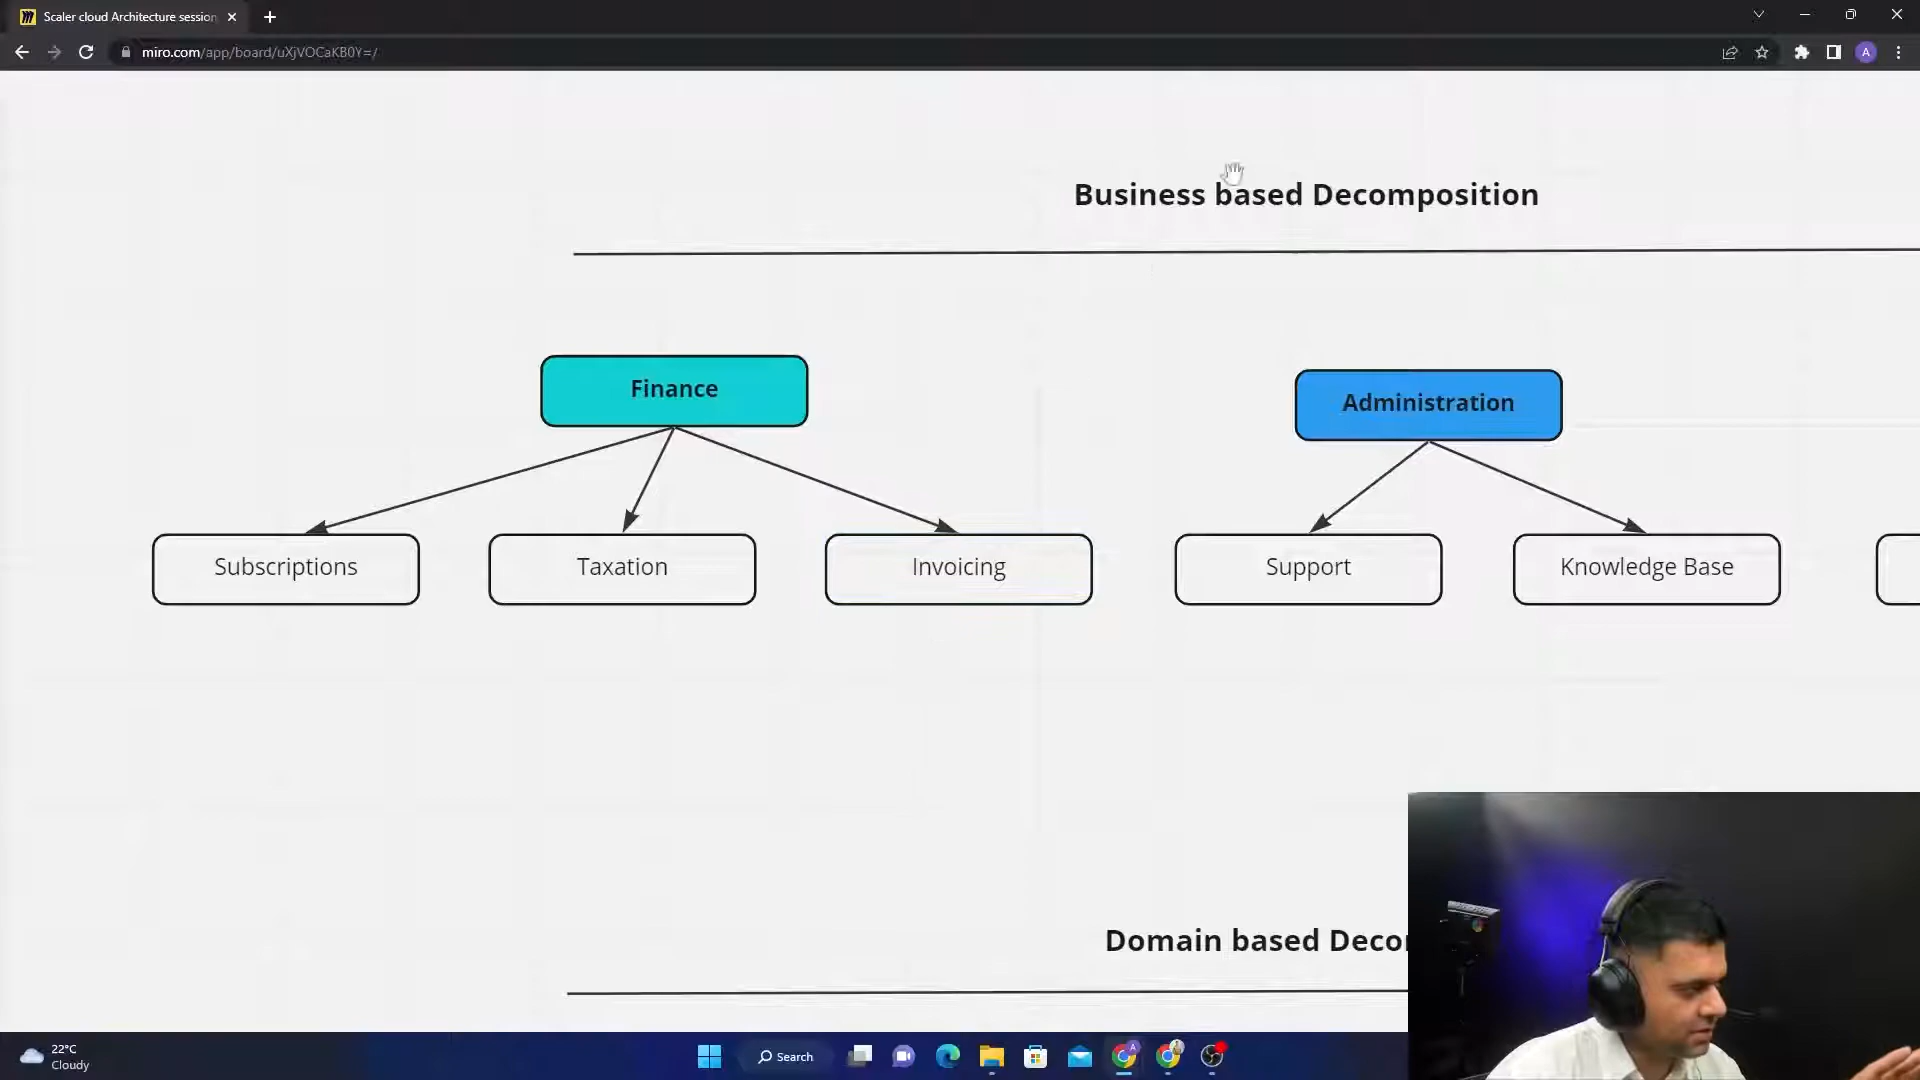 Scaler cloud Architecture session
miro.com/app/board/uXjVOCaKB0Y=/
A
Business based Decomposition
Finance
Administration
Subscriptions
Taxation
Invoicing
Support
Knowledge Base
Domain based
22°C
Cloudy
Search
A